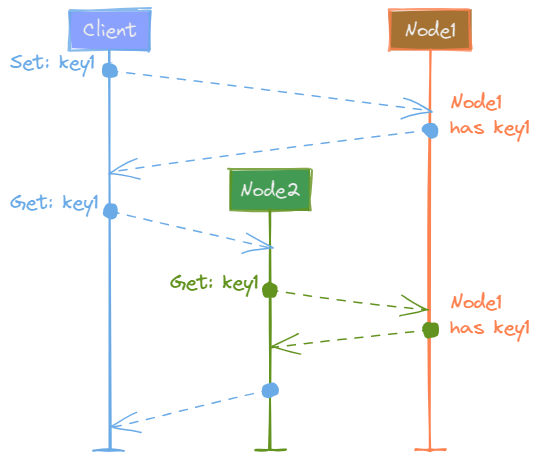 Client
Node1
Set: key1
Node1
has key1
Node2
Get: key1
Get: key1
Node1
has key1